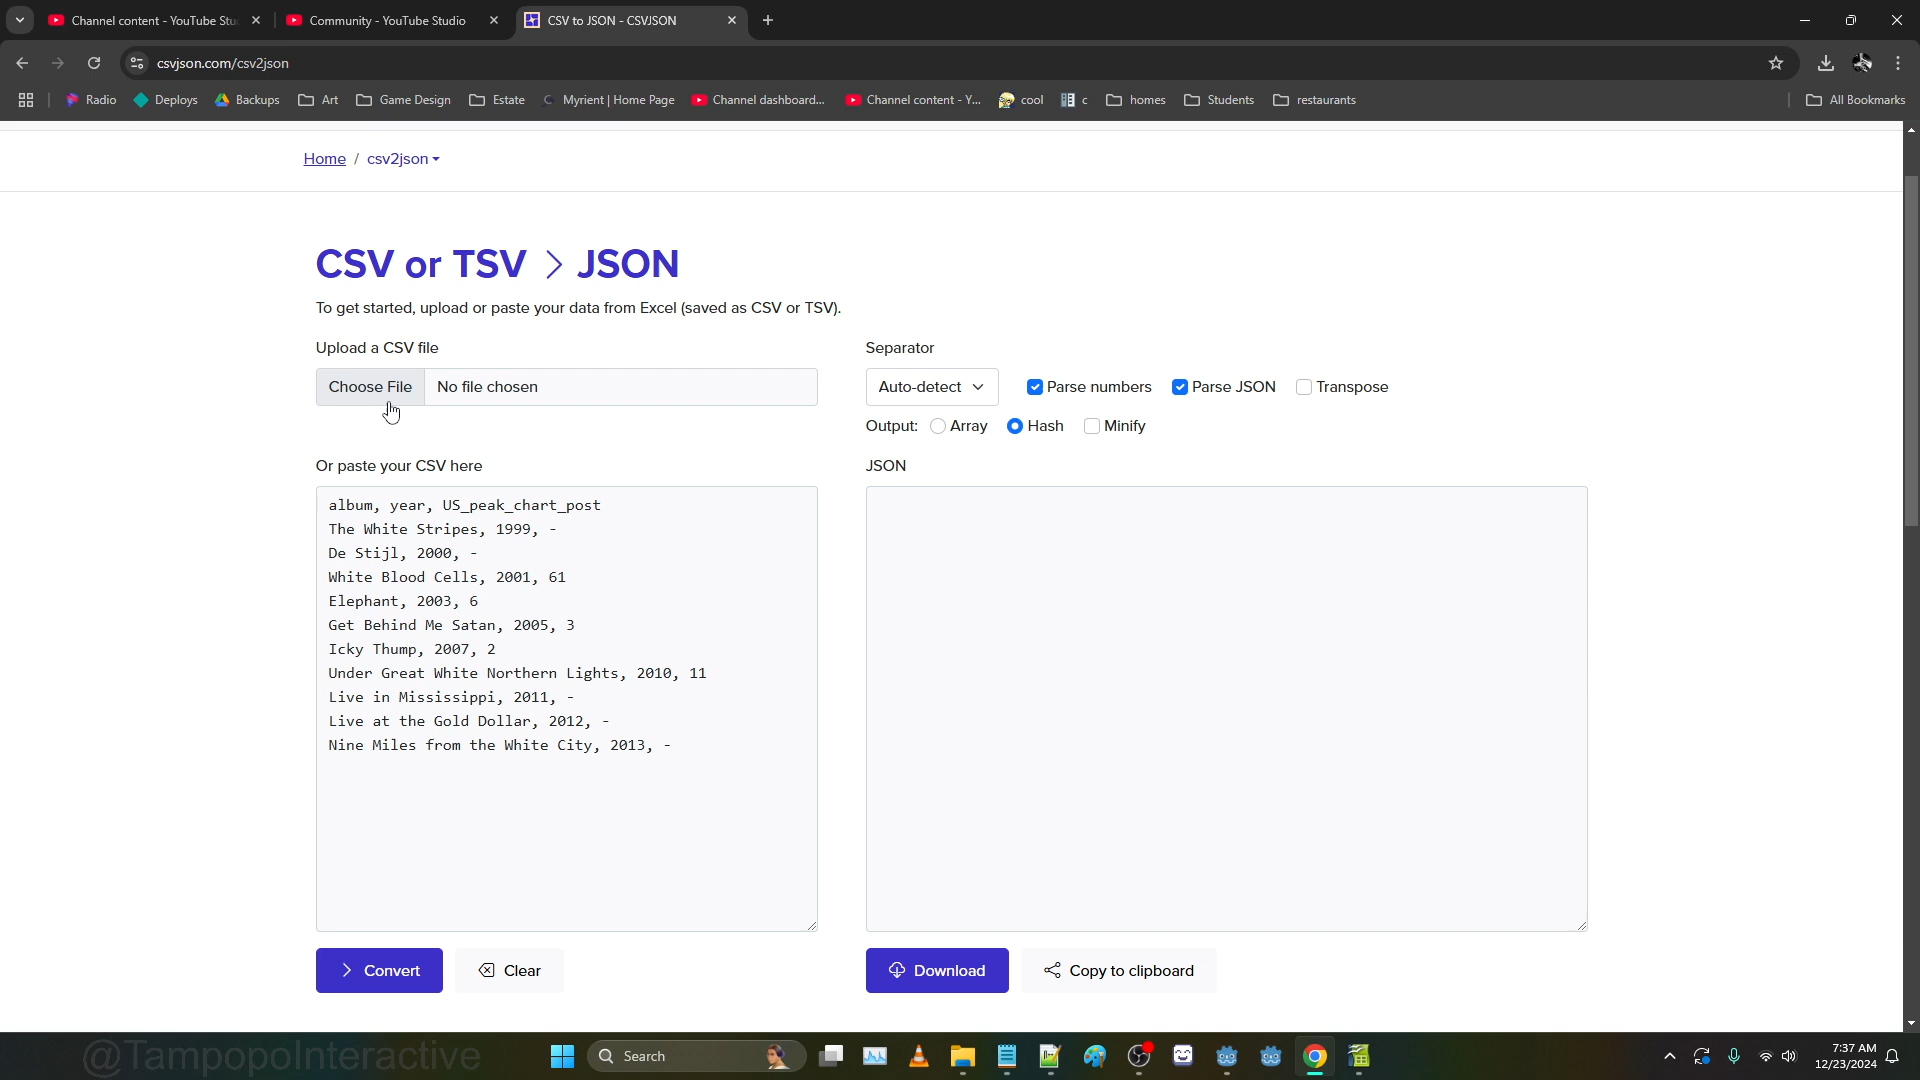 Channel content - YouTube Stu
Community - YouTube Studio
CSV to JSON - CSVJSON
csvjson.com/csv2json
Radio
Deploys
Backups
Art
Game Design
Estate
Myrient | Home Page
Channel dashboard...
Channel content - Y...
cool
c
homes
Students
restaurants
All Bookmarks
Home / csv2json
CSV or TSV > JSON
To get started, upload or paste your data from Excel (saved as CSV or TSV).
Upload a CSV file
Separator
Choose File No file chosen
Auto-detect
Parse numbers
Parse JSON
Transpose
Output: Array Hash Minify
Or paste your CSV here
JSON
album, year, US_peak_chart_post
The White Stripes, 1999, -
De Stijl, 2000, -
White Blood Cells, 2001, 61
Elephant, 2003, 6
Get Behind Me Satan, 2005, 3
Icky Thump, 2007, 2
Under Great White Northern Lights, 2010, 11
Live in Mississippi, 2011, -
Live at the Gold Dollar, 2012, -
Nine Miles from the White City, 2013, -
Convert
Clear
Download
Copy to clipboard
@TampopoInteractive
Search
7:37 AM
12/23/2024